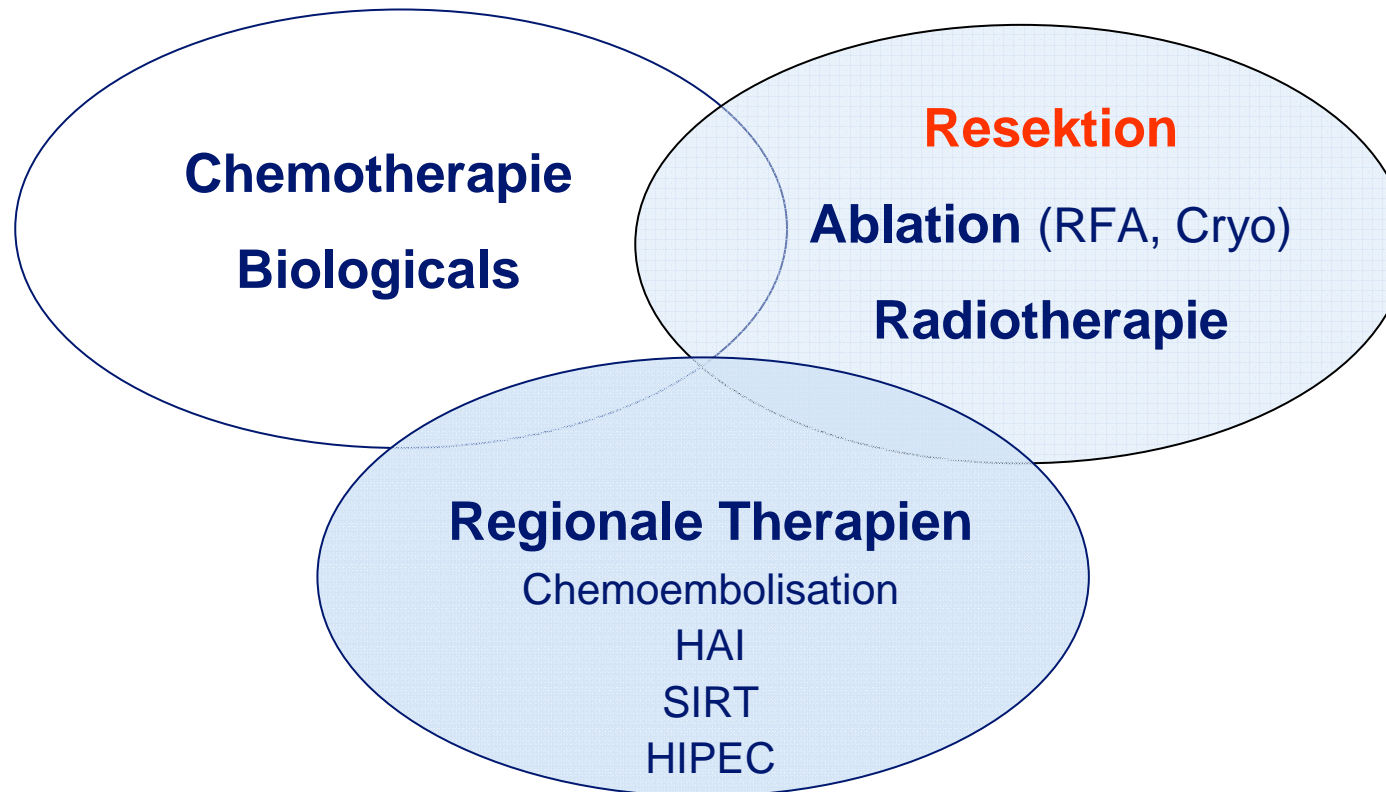 Chemotherapie
Biologicals
Resektion
Ablation (RFA, Cryo)
Radiotherapie
Regionale Therapien
Chemoembolisation
HAI
SIRT
HIPEC